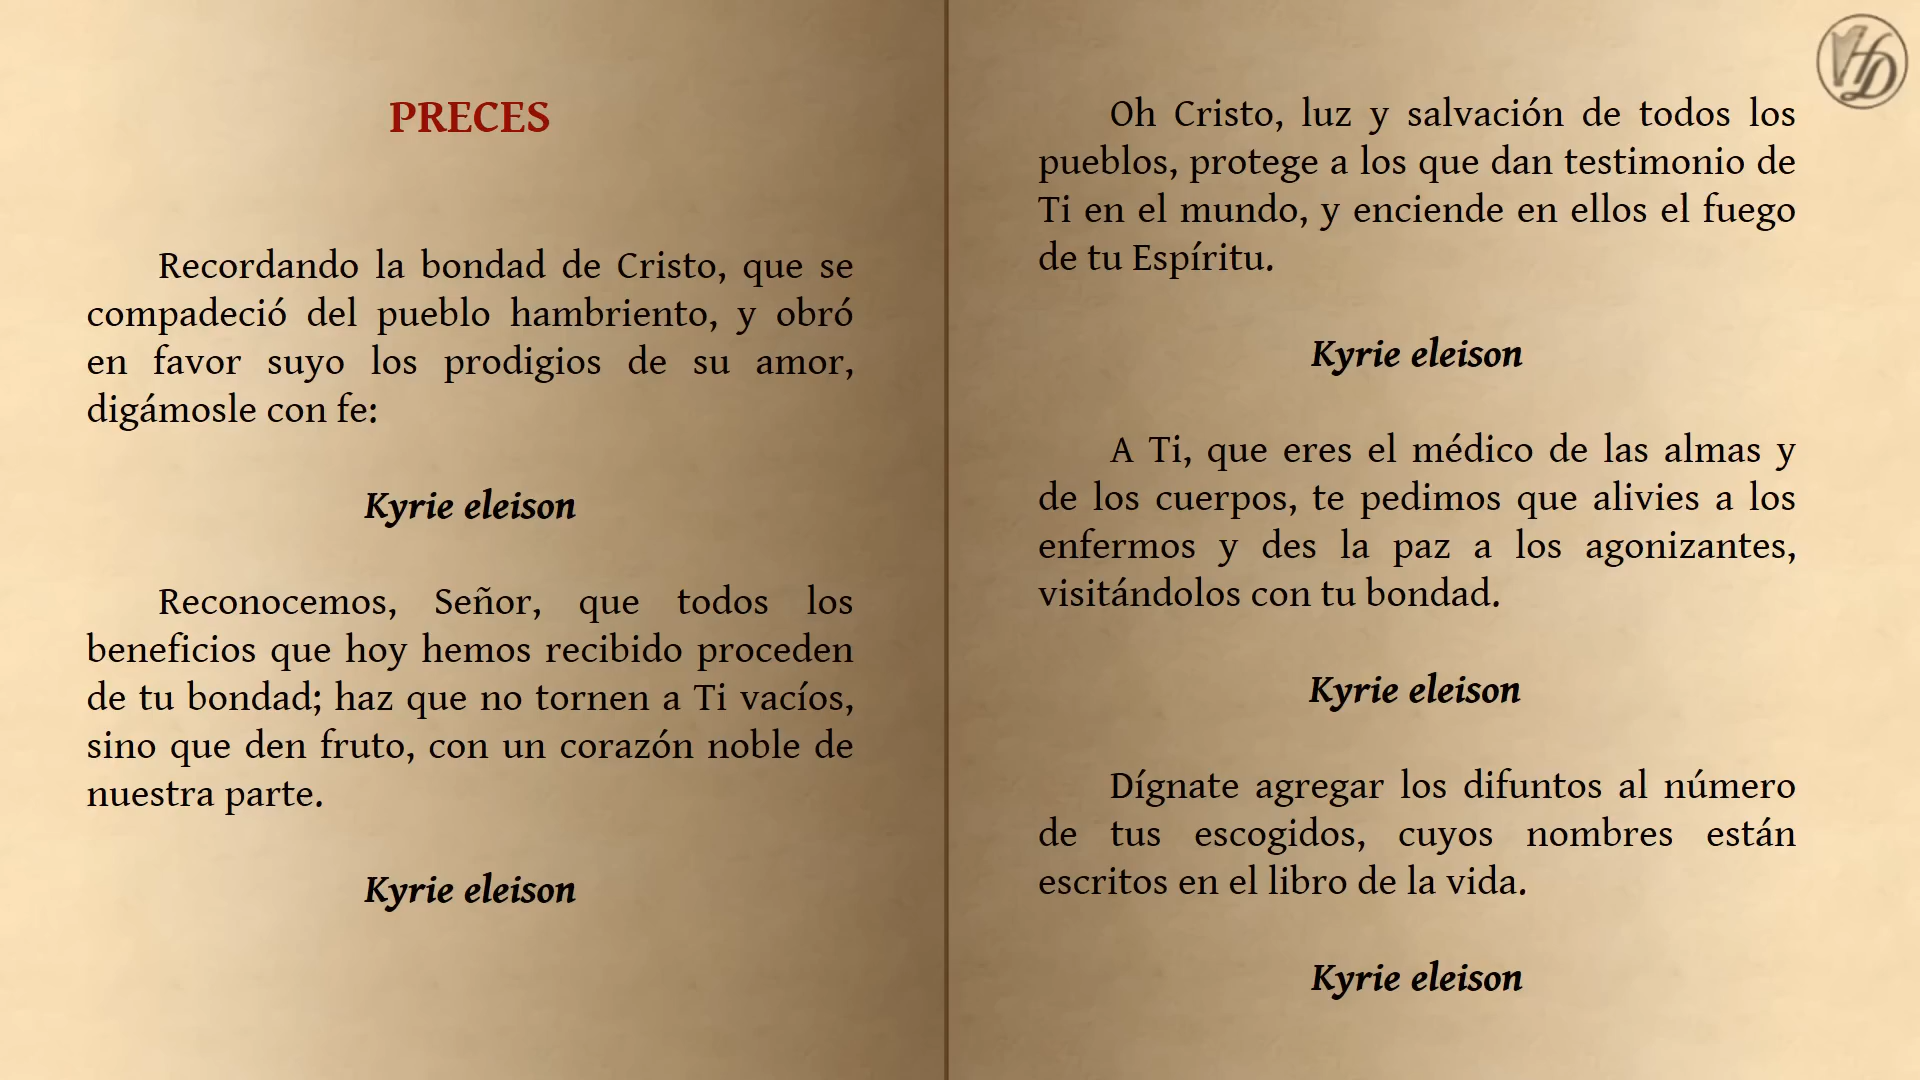 PRECES
Recordando la bondad de Cristo, que se
compadeció del pueblo hambriento, y obró
en favor suyo los prodigios de su amor,
digámosle con fe:
Kyrie eleison
Reconocemos, Señor, que todos los
beneficios que hoy hemos recibido proceden
de tu bondad; haz que no tornen a Ti vacíos,
sino que den fruto, con un corazón noble de
nuestra parte.
Kyrie eleison
Oh Cristo, luz y salvación de todos los
pueblos, protege a los que dan testimonio de
Ti en el mundo, y enciende en ellos el fuego
de tu Espíritu.
Kyrie eleison
A Ti, que eres el médico de las almas y
de los cuerpos, te pedimos que alivies a los
enfermos y des la paz a los agonizantes,
visitándolos con tu bondad.
Kyrie eleison
Dígnate agregar los difuntos al número
de tus escogidos, cuyos nombres están
escritos en el libro de la vida.
Kyrie eleison
HD